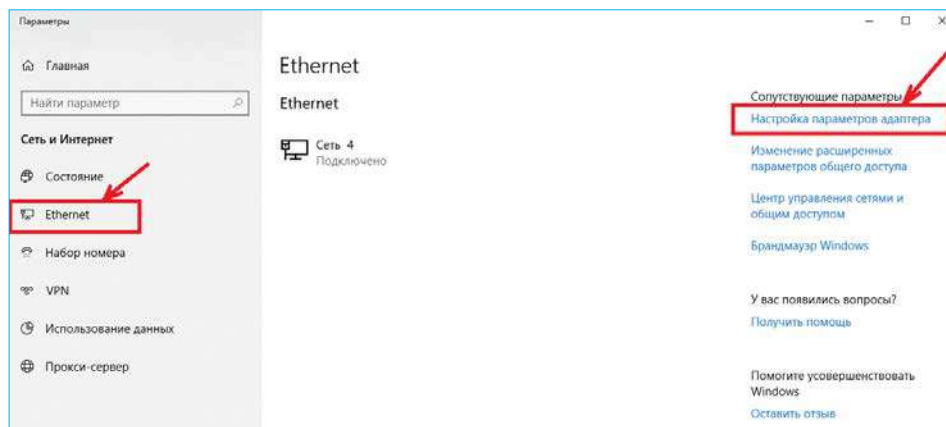 Параметры
Главная
Найти параметр
Сеть и Интернет
Состояние
Ethernet
Набор номера
VPN
Использование данных
Прокси-сервер
Ethernet
Ethernet
Сеть 4
Подключено
Сопутствующие параметры
Настройка параметров адаптера
Изменение расширенных
параметров общего доступа
Центр управления сетями и
общим доступом
Брандмауэр Windows
У вас появились вопросы?
Получить помощь
Помогите усовершенствовать
Windows
Оставить отзыв